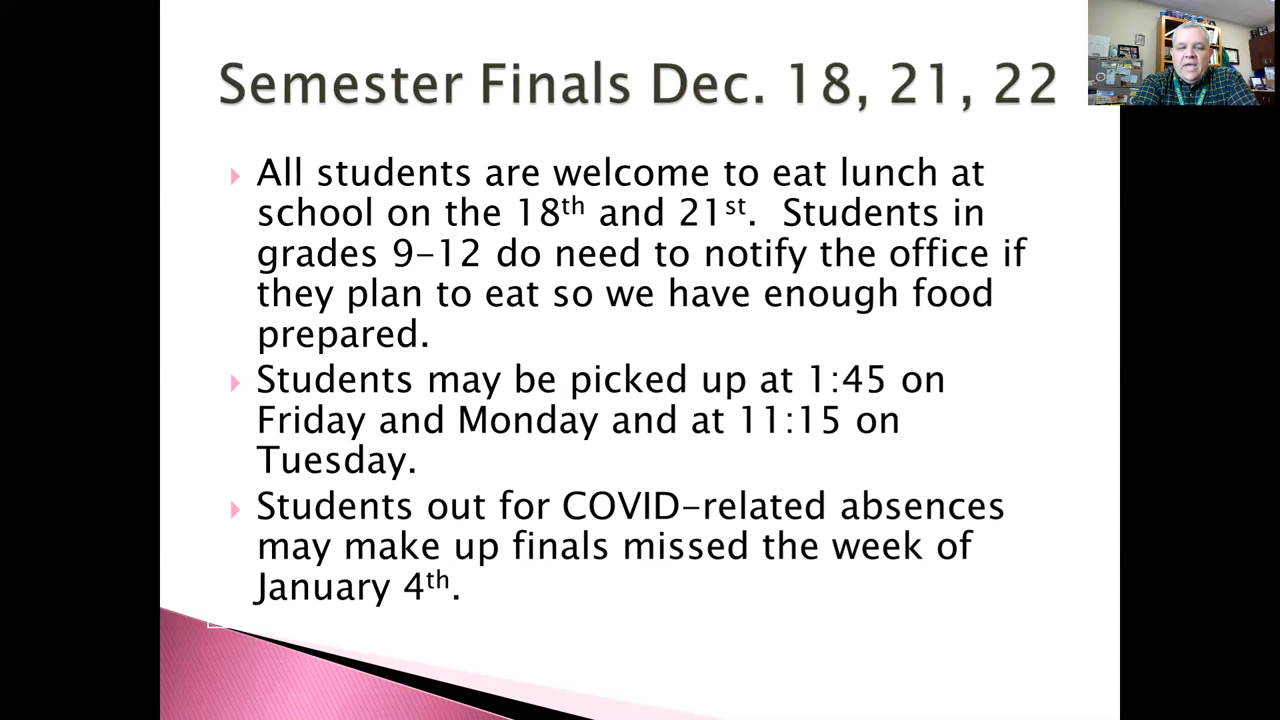 Semester Finals Dec. 18, 21, 22
All students are welcome to eat lunch at
school on the 18th and 21st.  Students in
grades 9-12 do need to notify the office if
they plan to eat so we have enough food
prepared.
Students may be picked up at 1:45 on
Friday and Monday and at 11:15 on
Tuesday.
Students out for COVID-related absences
may make up finals missed the week of
January 4th.